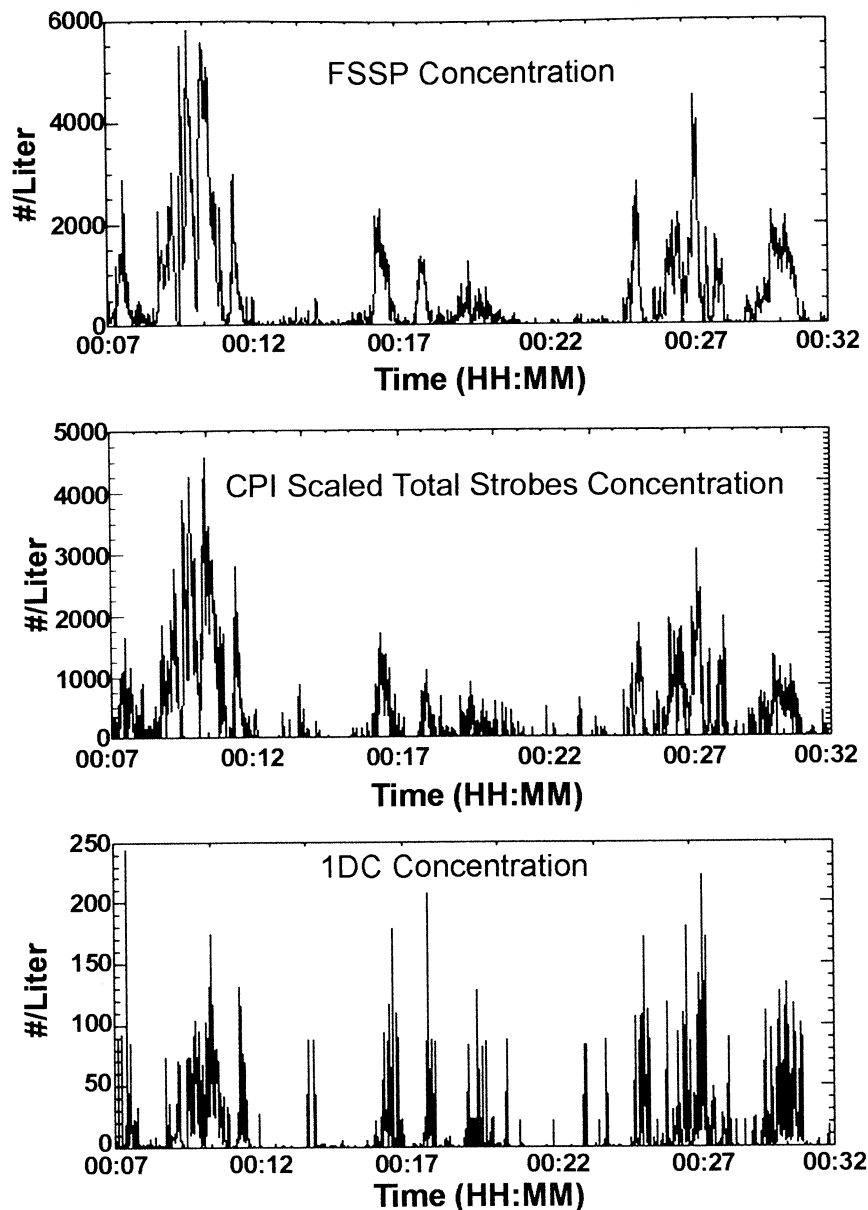 6000
FSSP Concentration
4000
#/Liter
2000
0
00:07 00:12 00:17 00:22 00:27 00:32
Time (HH:MM)
5000
CPI Scaled Total Strobes Concentration
4000
3000
#/Liter
2000
1000
0
00:07 00:12 00:17 00:22 00:27 00:32
Time (HH:MM)
250
1DC Concentration
200
150
#/Liter
100
50
0
00:07 00:12 00:17 00:22 00:27 00:32
Time (HH:MM)